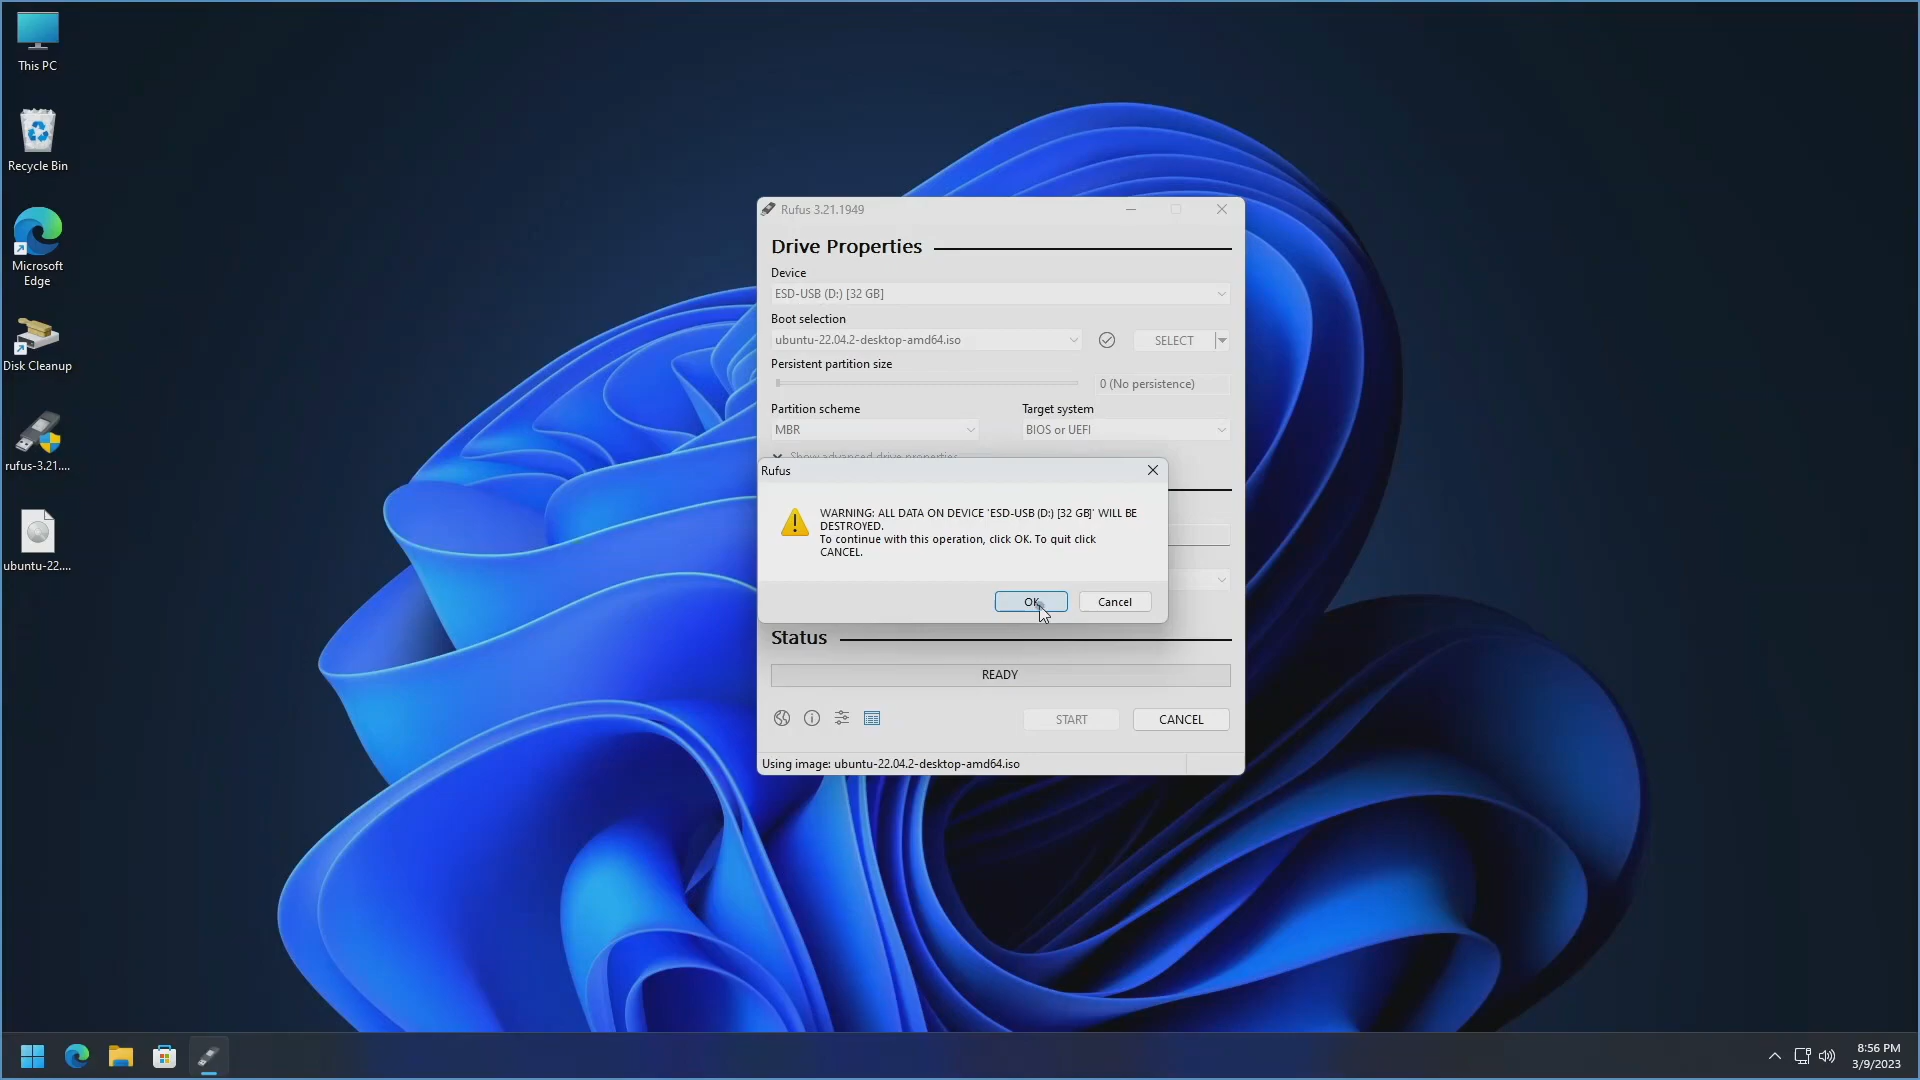 This PC
Recycle Bin
Microsoft
Edge
Disk Cleanup
rufus-3.21....
ubuntu-22....
Rufus 3.21.1949
Drive Properties
Device
ESD-USB (D:) [32 GB]
Boot selection
ubuntu-22.04.2-desktop-amd64.iso
SELECT
Persistent partition size
0 (No persistence)
Partition scheme
Target system
MBR
BIOS or UEFI
Show advanced drive properties
Rufus
WARNING: ALL DATA ON DEVICE 'ESD-USB (D:) [32 GB]' WILL BE
DESTROYED.
To continue with this operation, click OK. To quit click
CANCEL.
OK
Cancel
Status
READY
START
CANCEL
Using image: ubuntu-22.04.2-desktop-amd64.iso
8:56 PM
3/9/2023